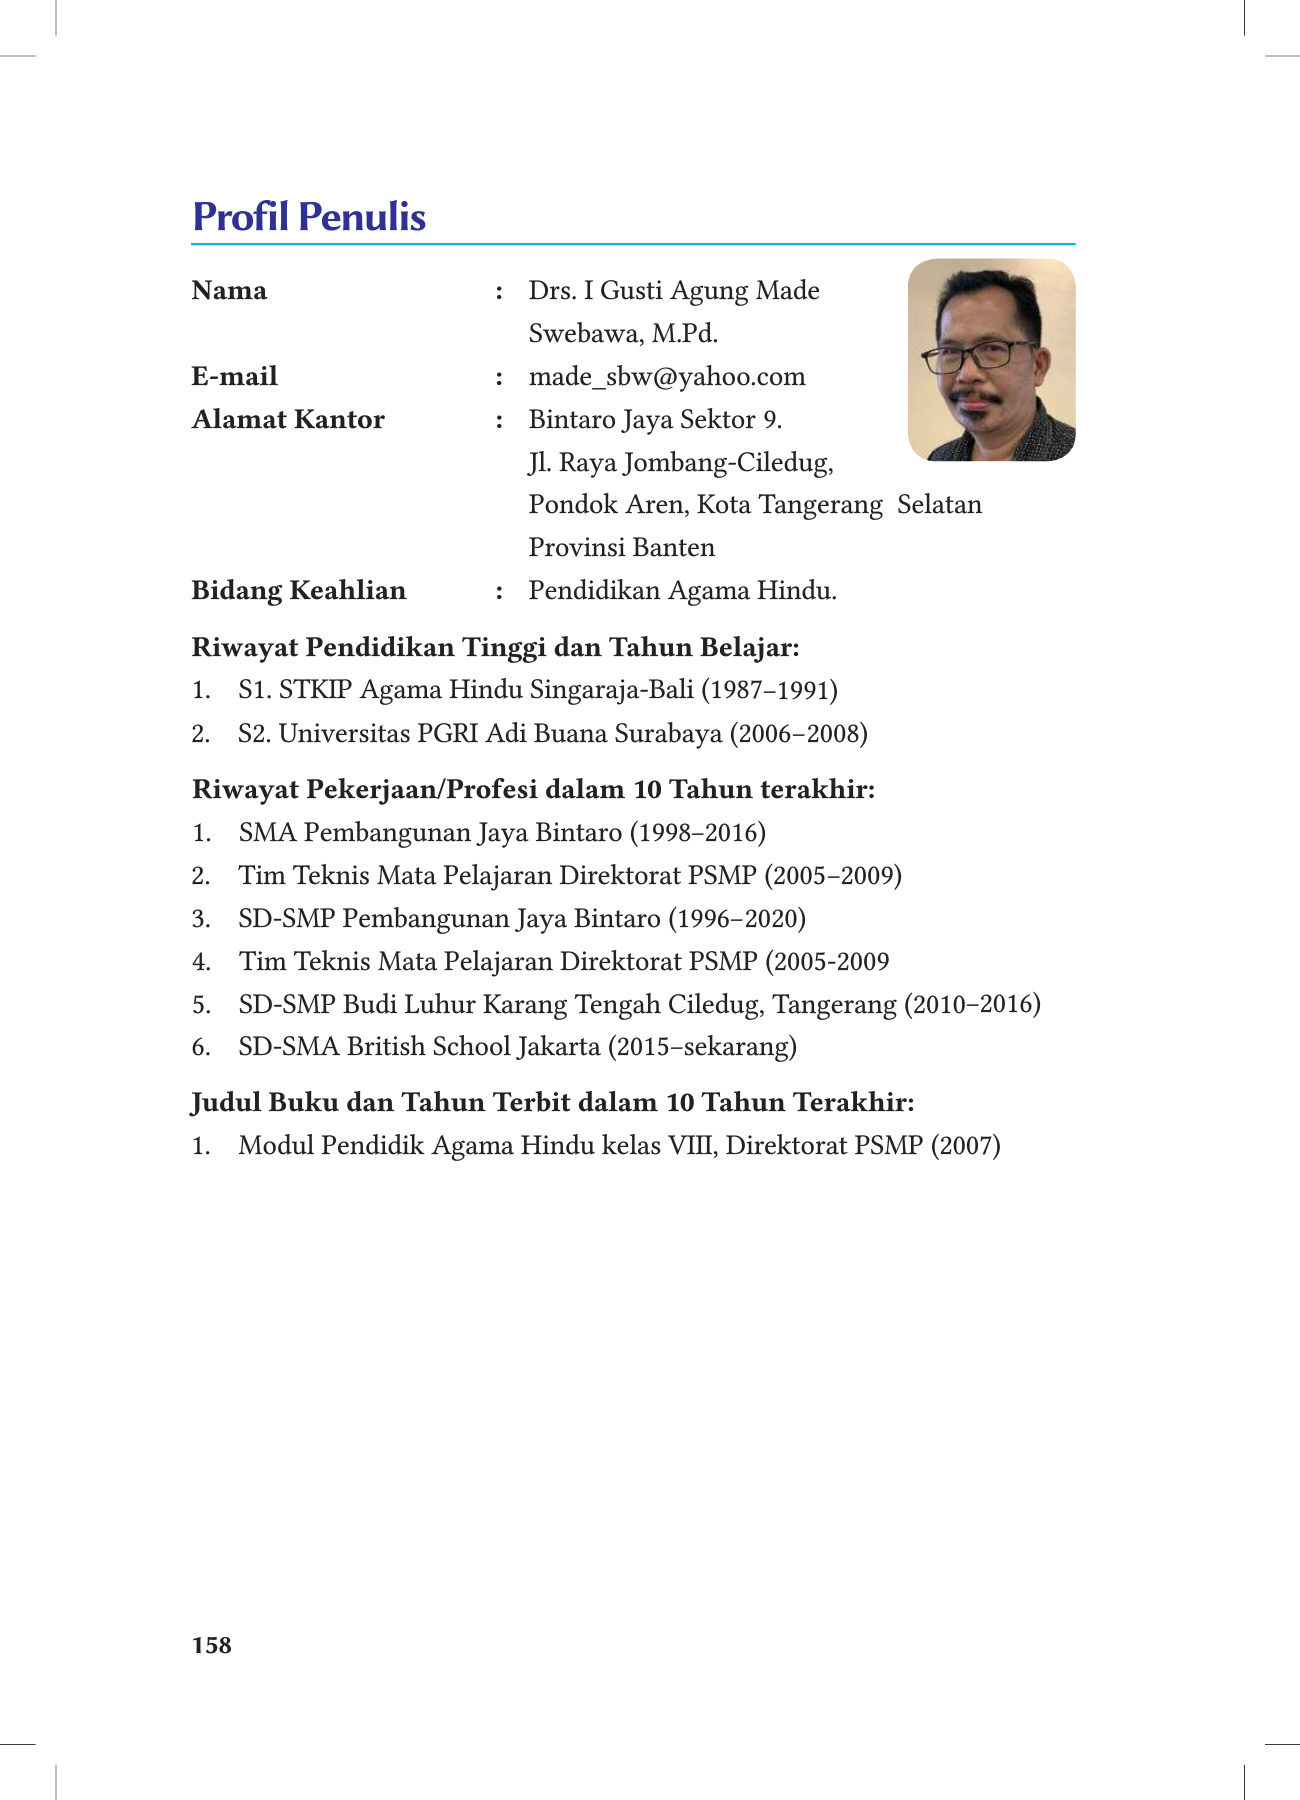 Profil Penulis
Nama : Drs. I Gusti Agung Made
Swebawa, M.Pd.
E-mail : made_sbw@yahoo.com
Alamat Kantor : Bintaro Jaya Sektor 9.
Jl. Raya Jombang-Ciledug,
Pondok Aren, Kota Tangerang Selatan
Provinsi Banten
Bidang Keahlian : Pendidikan Agama Hindu.
Riwayat Pendidikan Tinggi dan Tahun Belajar:
1. S1. STKIP Agama Hindu Singaraja-Bali (1987–1991)
2. S2. Universitas PGRI Adi Buana Surabaya (2006–2008)
Riwayat Pekerjaan/Profesi dalam 10 Tahun terakhir:
1. SMA Pembangunan Jaya Bintaro (1998–2016)
2. Tim Teknis Mata Pelajaran Direktorat PSMP (2005–2009)
3. SD-SMP Pembangunan Jaya Bintaro (1996–2020)
4. Tim Teknis Mata Pelajaran Direktorat PSMP (2005-2009
5. SD-SMP Budi Luhur Karang Tengah Ciledug, Tangerang (2010–2016)
6. SD-SMA British School Jakarta (2015–sekarang)
Judul Buku dan Tahun Terbit dalam 10 Tahun Terakhir:
1. Modul Pendidik Agama Hindu kelas VIII, Direktorat PSMP (2007)
158